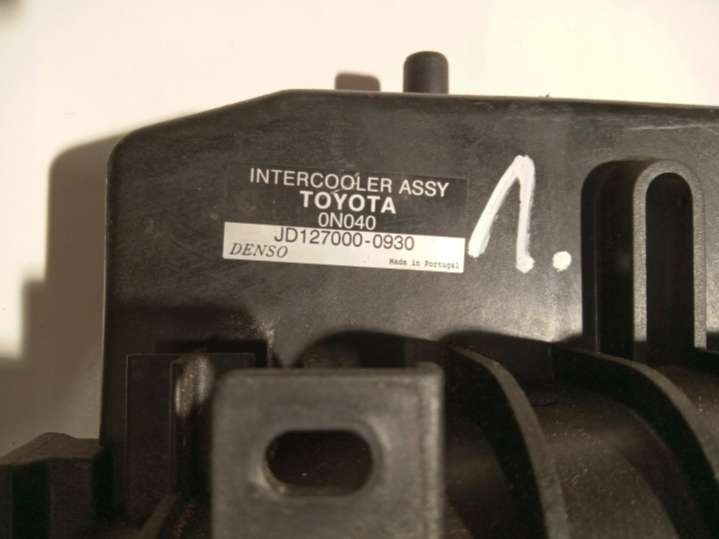 INTERCOOLER ASSY
TOYOTA
0N040
JD127000-0930
DENSO Made in Portugal
1.